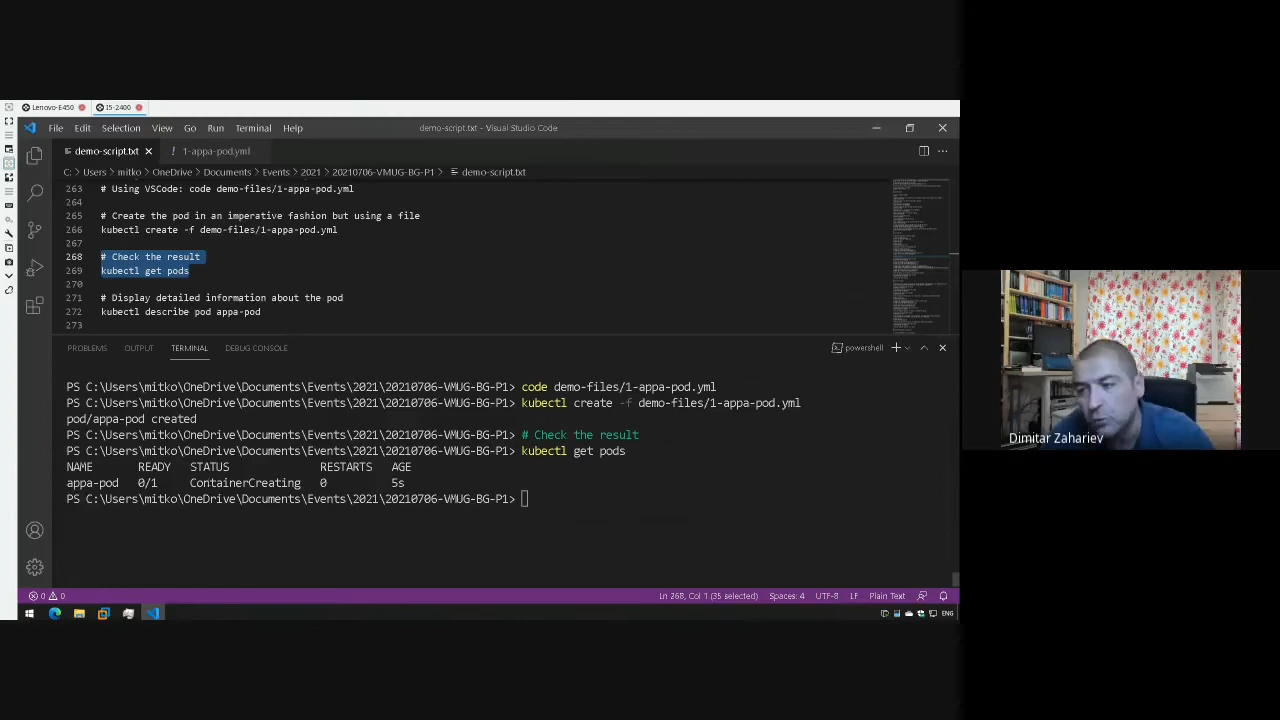 Lenovo-E450
I5-2400
File Edit Selection View Go Run Terminal Help
demo-script.txt - Visual Studio Code
demo-script.txt
! 1-appa-pod.yml
C: > Users > mitko > OneDrive > Documents > Events > 2021 > 20210706-VMUG-BG-P1 > demo-script.txt
263 # Using VSCode: code demo-files/1-appa-pod.yml
264
265 # Create the pod in an imperative fashion but using a file
266 kubectl create -f demo-files/1-appa-pod.yml
267
268 # Check the result
269 kubectl get pods
270
271 # Display detailed information about the pod
272 kubectl describe pod appa-pod
273
PROBLEMS OUTPUT TERMINAL DEBUG CONSOLE
powershell
PS C:\Users\mitko\OneDrive\Documents\Events\2021\20210706-VMUG-BG-P1> code demo-files/1-appa-pod.yml
PS C:\Users\mitko\OneDrive\Documents\Events\2021\20210706-VMUG-BG-P1> kubectl create -f demo-files/1-appa-pod.yml
pod/appa-pod created
PS C:\Users\mitko\OneDrive\Documents\Events\2021\20210706-VMUG-BG-P1> # Check the result
PS C:\Users\mitko\OneDrive\Documents\Events\2021\20210706-VMUG-BG-P1> kubectl get pods
NAME READY STATUS RESTARTS AGE
appa-pod 0/1 ContainerCreating 0 5s
PS C:\Users\mitko\OneDrive\Documents\Events\2021\20210706-VMUG-BG-P1>
Dimitar Zahariev
0 0 Ln 268, Col 1 (35 selected) Spaces: 4 UTF-8 LF Plain Text
ENG